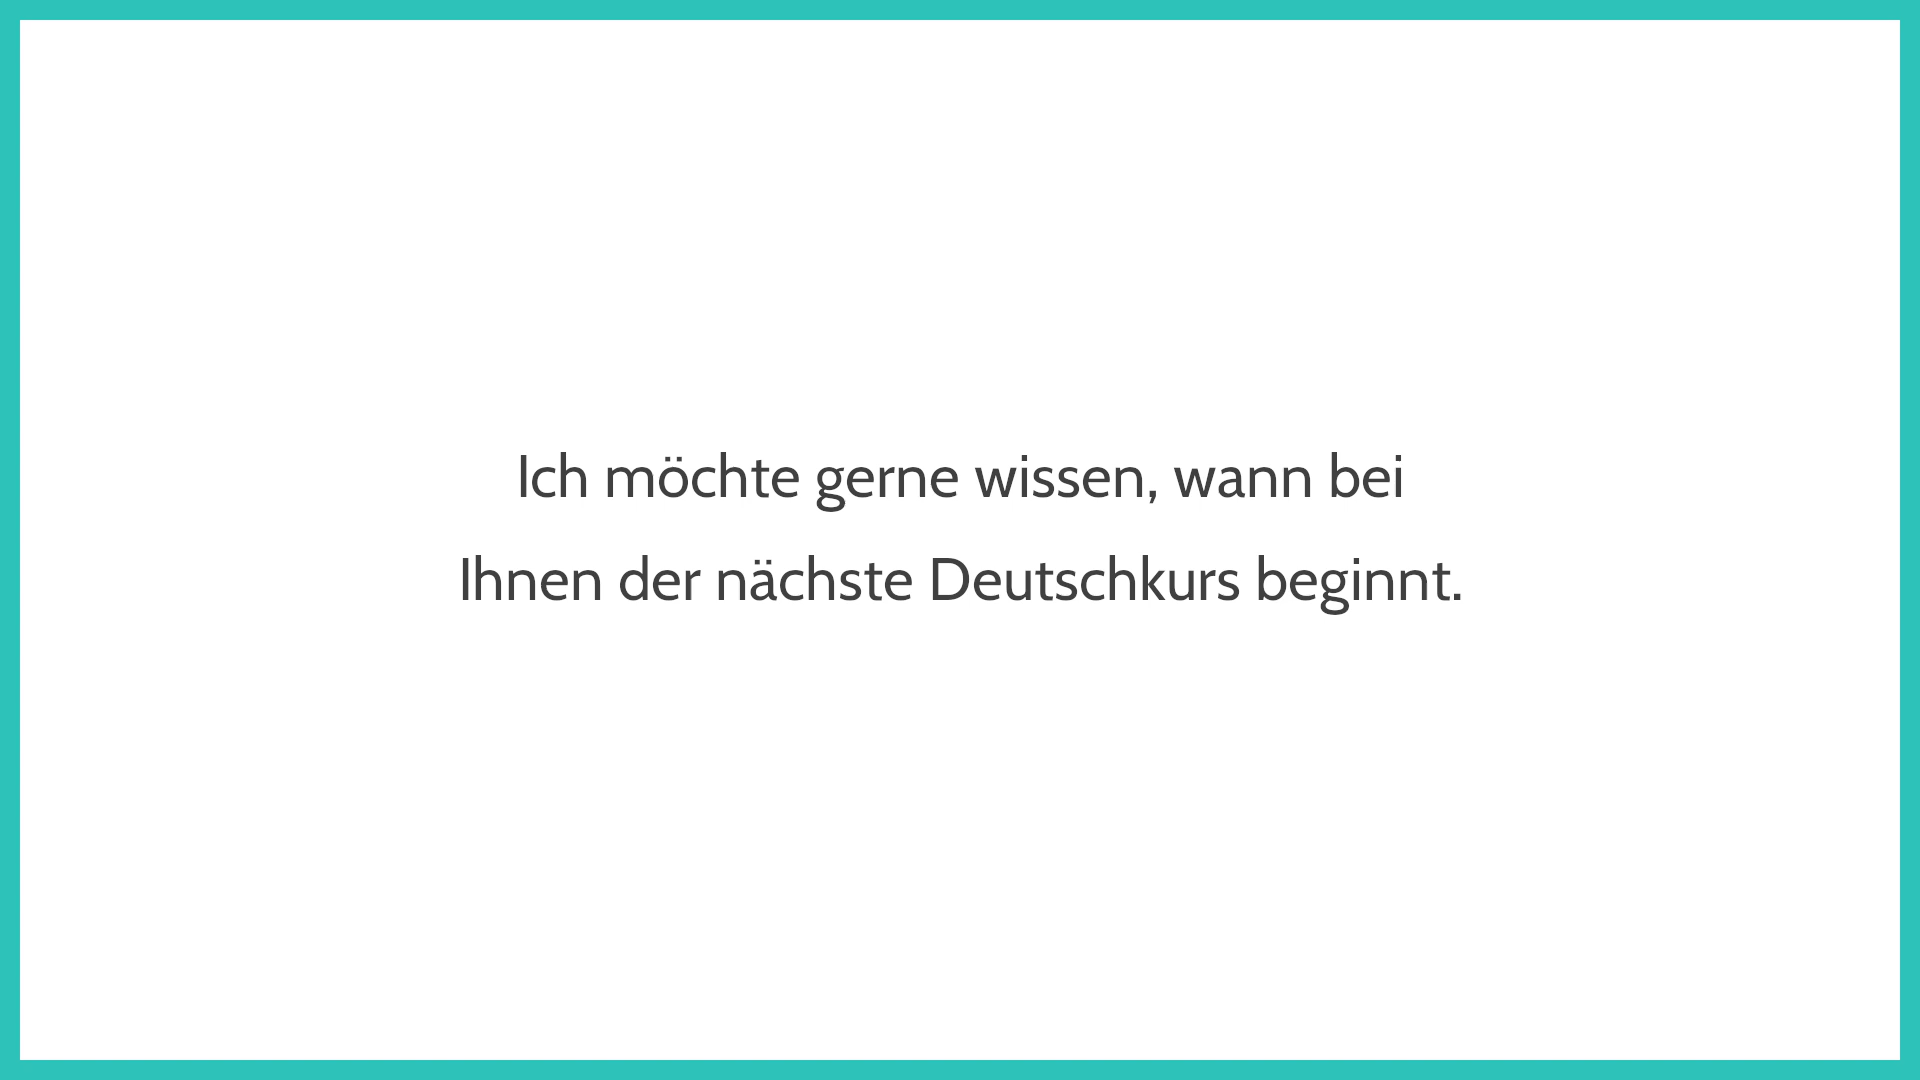 Ich möchte gerne wissen, wann bei
Ihnen der nächste Deutschkurs beginnt.